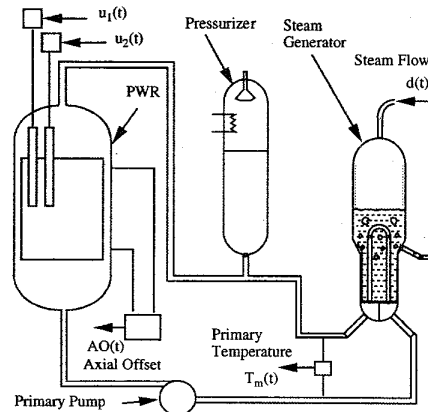 u1(t)
u2(t)
Pressurizer
Steam
Generator
Steam Flow
d(t)
PWR
AO(t)
Axial Offset
Primary
Temperature
Tm(t)
Primary Pump